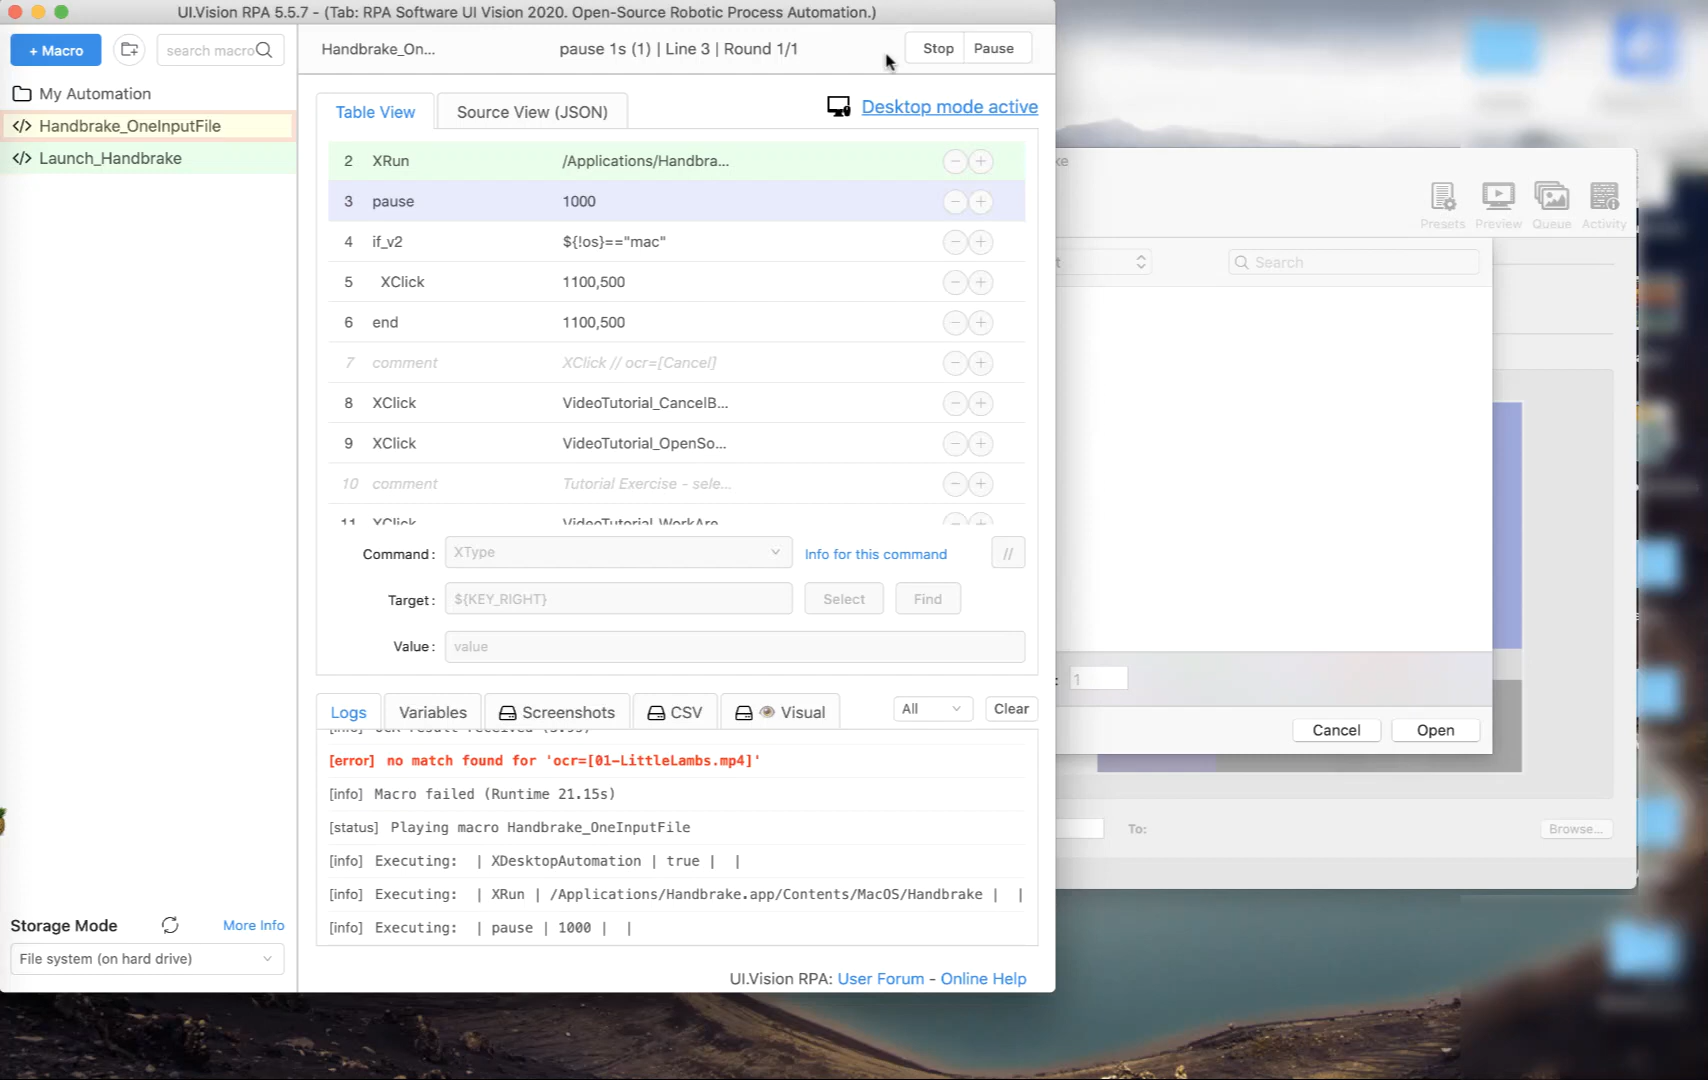 UI.Vision RPA 5.5.7 - (Tab: RPA Software UI Vision 2020. Open-Source Robotic Process Automation.)
+ Macro
search macro
Handbrake_On...
pause 1s (1) | Line 3 | Round 1/1
Stop
Pause
My Automation
Handbrake_OneInputFile
Launch_Handbrake
Table View
Source View (JSON)
Desktop mode active
2 XRun /Applications/Handbra...
3 pause 1000
4 if_v2 ${!os}=="mac"
5 XClick 1100,500
6 end 1100,500
7 comment XClick // ocr=[Cancel]
8 XClick VideoTutorial_CancelB...
9 XClick VideoTutorial_OpenSo...
10 comment Tutorial Exercise - sele...
11 XClick VideoTutorial_WorkAre
Command: XType
Info for this command
//
Target: ${KEY_RIGHT}
Select
Find
Value: value
Logs
Variables
Screenshots
CSV
Visual
All
Clear
[error] no match found for 'ocr=[01-LittleLambs.mp4]'
[info] Macro failed (Runtime 21.15s)
[status] Playing macro Handbrake_OneInputFile
[info] Executing: | XDesktopAutomation | true | |
[info] Executing: | XRun | /Applications/Handbrake.app/Contents/MacOS/Handbrake | |
[info] Executing: | pause | 1000 | |
Storage Mode
More Info
File system (on hard drive)
UI.Vision RPA: User Forum - Online Help
ke
Presets
Preview
Queue
Activity
t
Search
: 1
Cancel
Open
To:
Browse...